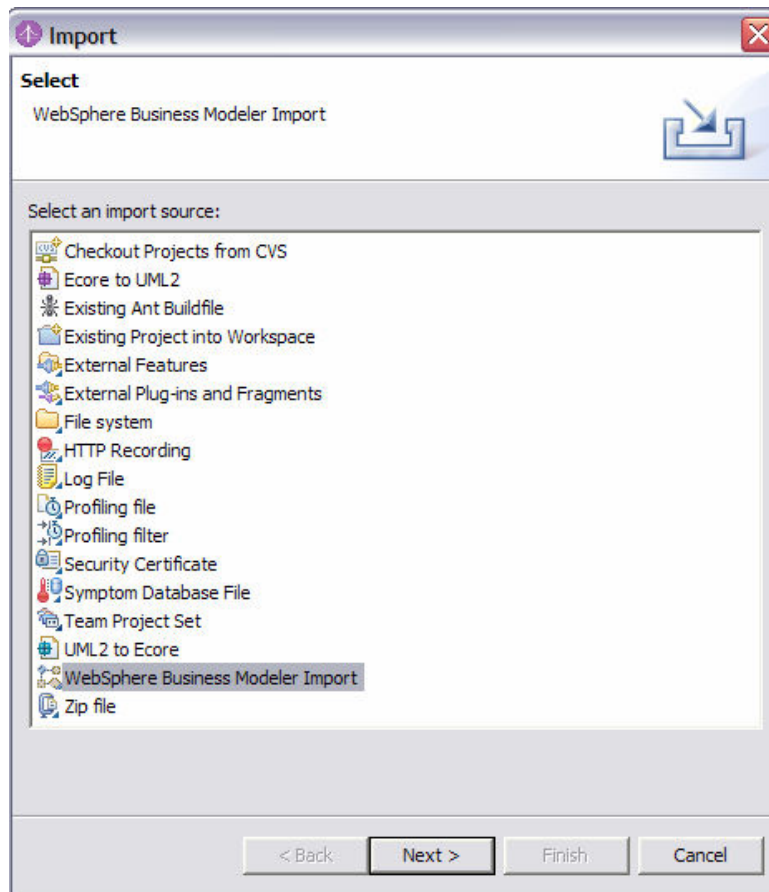 Import
Select
WebSphere Business Modeler Import
Select an import source:
Checkout Projects from CVS
Ecore to UML2
Existing Ant Buildfile
Existing Project into Workspace
External Features
External Plug-ins and Fragments
File system
HTTP Recording
Log File
Profiling file
Profiling filter
Security Certificate
Symptom Database File
Team Project Set
UML2 to Ecore
WebSphere Business Modeler Import
Zip file
< Back Next > Finish Cancel